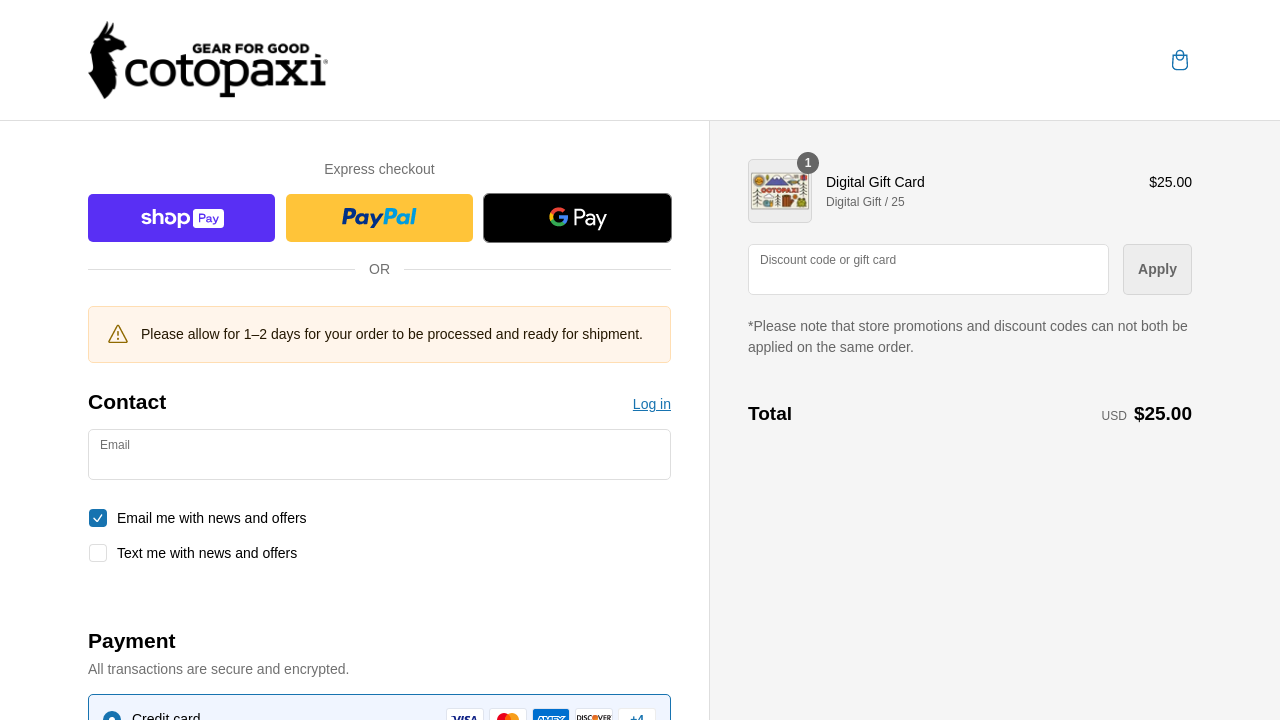 GEAR FOR GOOD
cotopaxi
Express checkout
shop Pay
PayPal
G Pay
OR
Please allow for 1–2 days for your order to be processed and ready for shipment.
Contact
Log in
Email
Email me with news and offers
Text me with news and offers
Payment
All transactions are secure and encrypted.
Credit card
VISA
AMEX
DISCOVER
+4
1
COTOPAXI
Digital Gift Card
$25.00
Digital Gift / 25
Discount code or gift card
Apply
*Please note that store promotions and discount codes can not both be
applied on the same order.
Total
USD $25.00